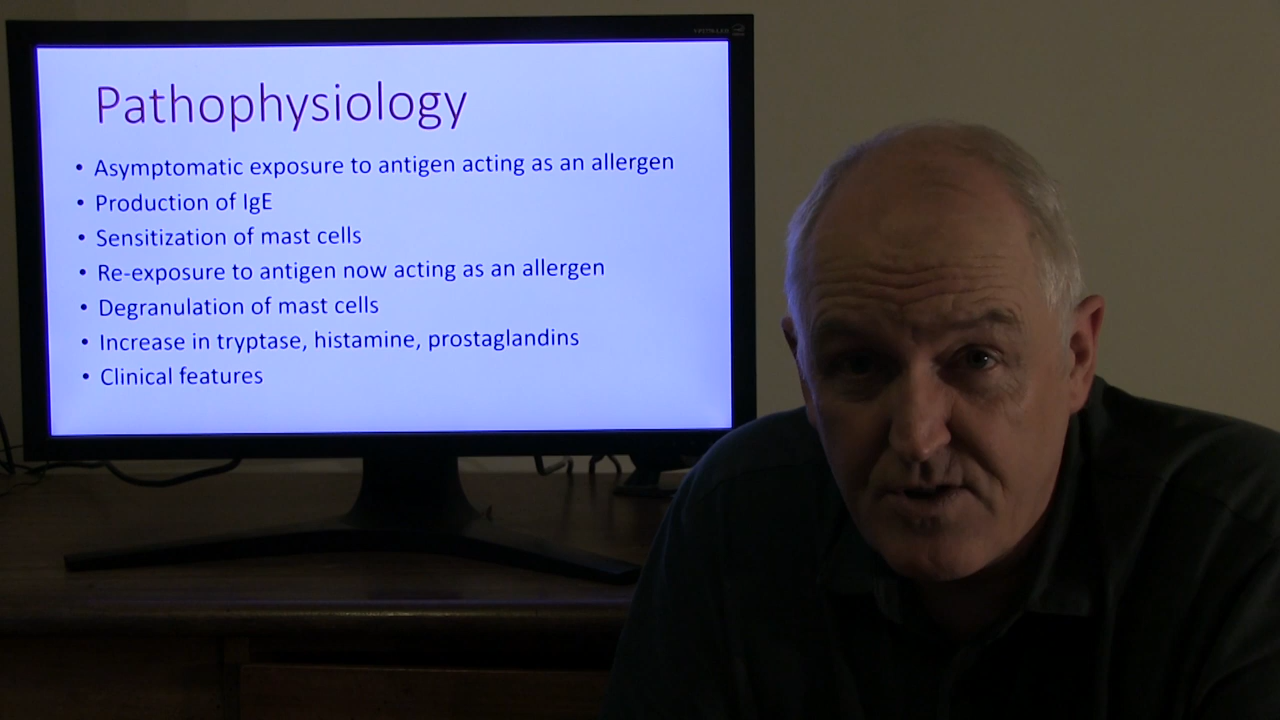 Pathophysiology
• Asymptomatic exposure to antigen acting as an allergen
• Production of IgE
• Sensitization of mast cells
• Re-exposure to antigen now acting as an allergen
• Degranulation of mast cells
• Increase in tryptase, histamine, prostaglandins
• Clinical features